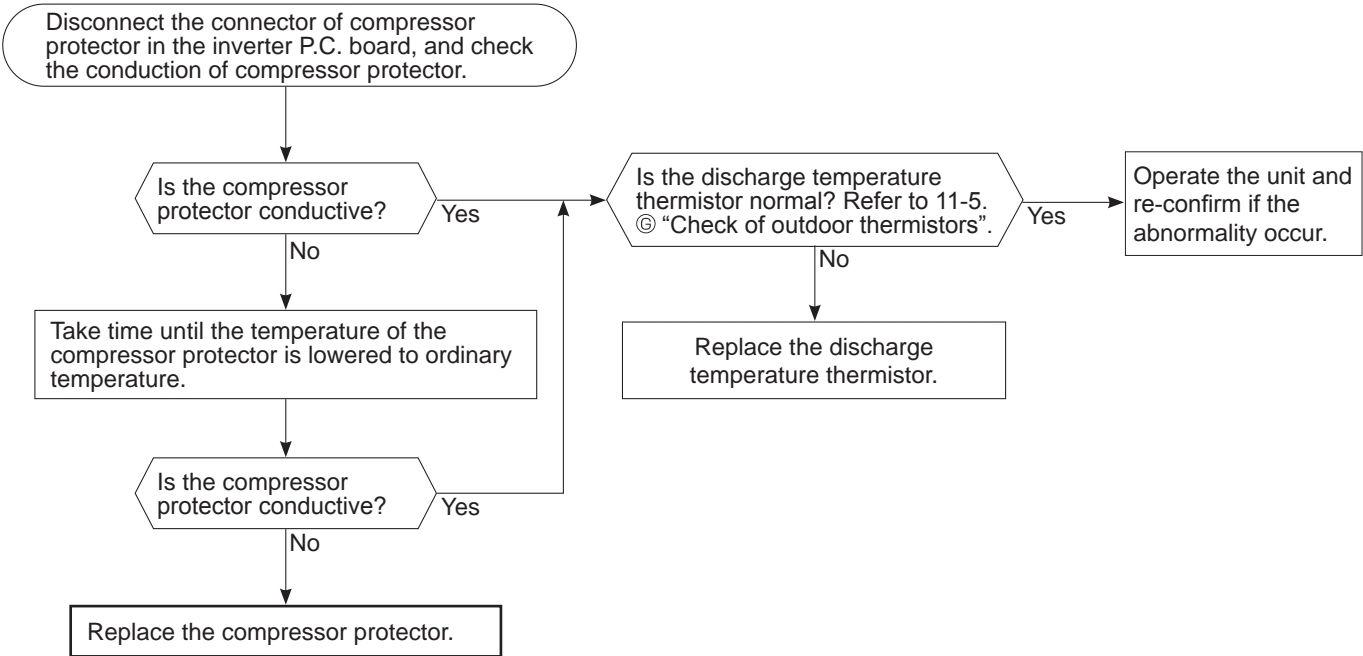 Disconnect the connector of compressor
protector in the inverter P.C. board, and check
the conduction of compressor protector.
Is the compressor
protector conductive?
Yes
No
Take time until the temperature of the
compressor protector is lowered to ordinary
temperature.
Is the compressor
protector conductive?
Yes
No
Replace the compressor protector.
Is the discharge temperature
thermistor normal? Refer to 11-5.
Ⓖ “Check of outdoor thermistors”.
Yes
No
Replace the discharge
temperature thermistor.
Operate the unit and
re-confirm if the
abnormality occur.